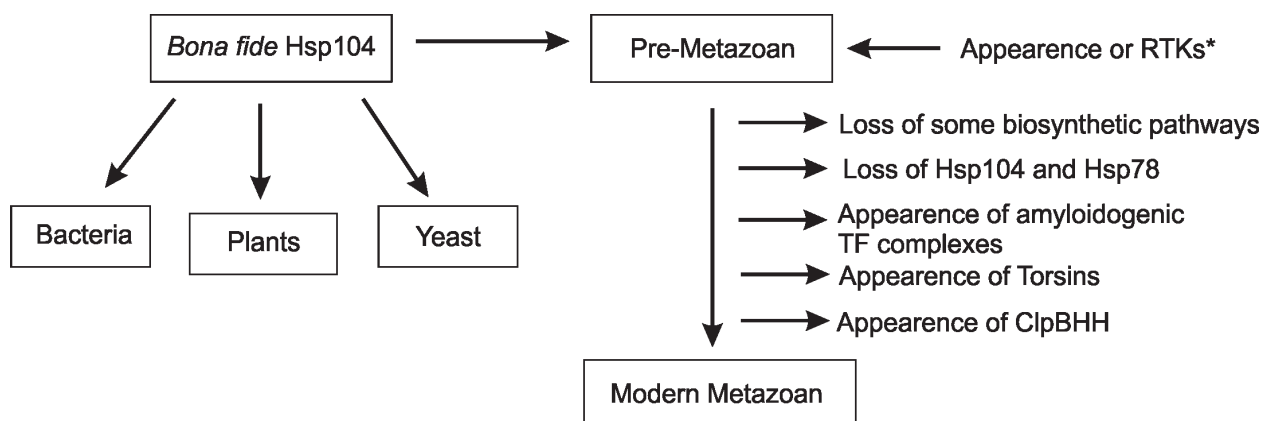 Bona fide Hsp104
Pre-Metazoan
Appearence or RTKs*
Loss of some biosynthetic pathways
Loss of Hsp104 and Hsp78
Appearence of amyloidogenic
TF complexes
Appearence of Torsins
Appearence of ClpBHH
Bacteria
Plants
Yeast
Modern Metazoan